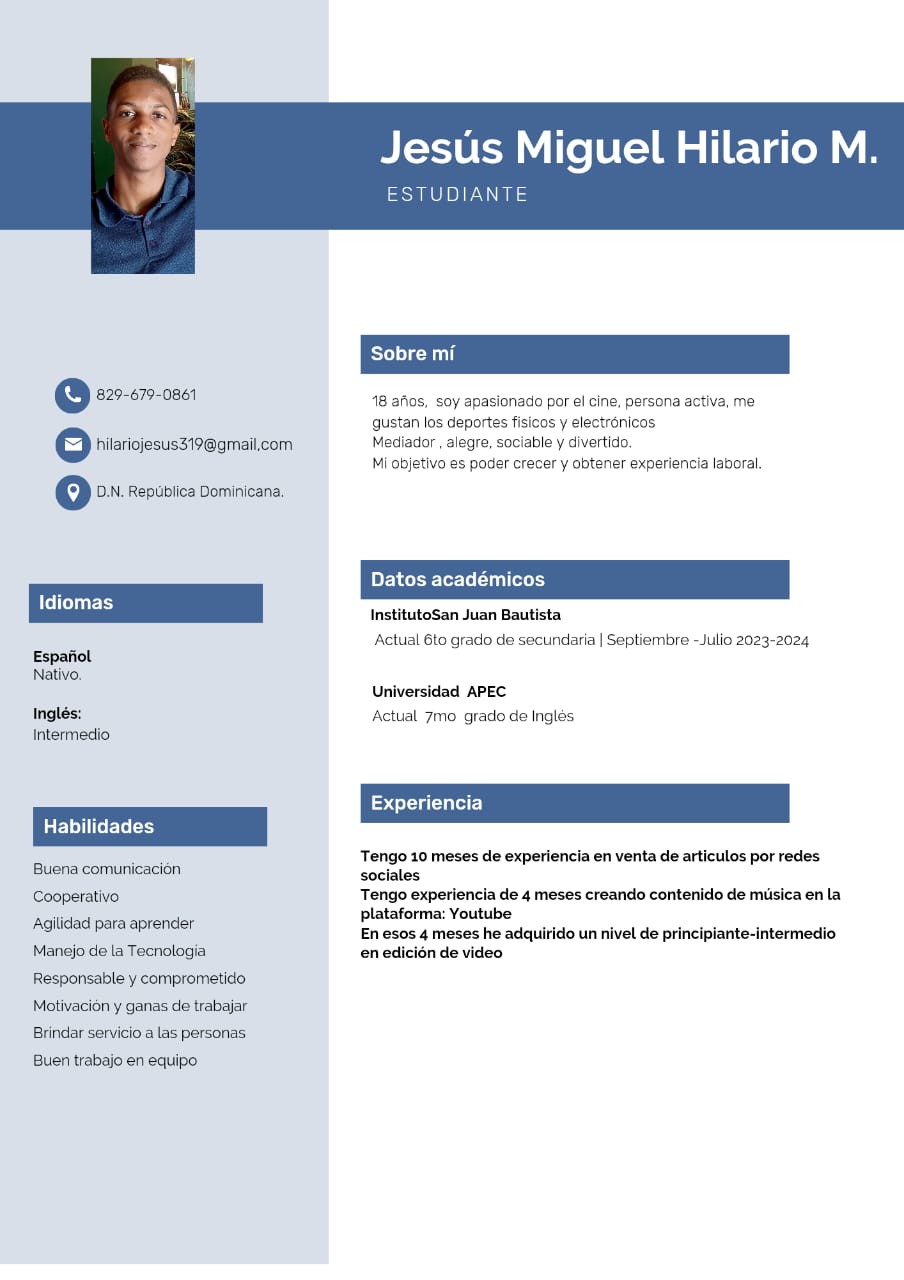 Jesús Miguel Hilario M.
ESTUDIANTE
829-679-0861
hilariojesus319@gmail,com
D.N. República Dominicana.
Idiomas
Español
Nativo.
Inglés:
Intermedio
Habilidades
Buena comunicación
Cooperativo
Agilidad para aprender
Manejo de la Tecnología
Responsable y comprometido
Motivación y ganas de trabajar
Brindar servicio a las personas
Buen trabajo en equipo
Sobre mí
18 años, soy apasionado por el cine, persona activa, me
gustan los deportes fisicos y electrónicos
Mediador , alegre, sociable y divertido.
Mi objetivo es poder crecer y obtener experiencia laboral.
Datos académicos
InstitutoSan Juan Bautista
Actual 6to grado de secundaria | Septiembre -Julio 2023-2024
Universidad APEC
Actual 7mo grado de Inglés
Experiencia
Tengo 10 meses de experiencia en venta de articulos por redes
sociales
Tengo experiencia de 4 meses creando contenido de música en la
plataforma: Youtube
En esos 4 meses he adquirido un nivel de principiante-intermedio
en edición de video